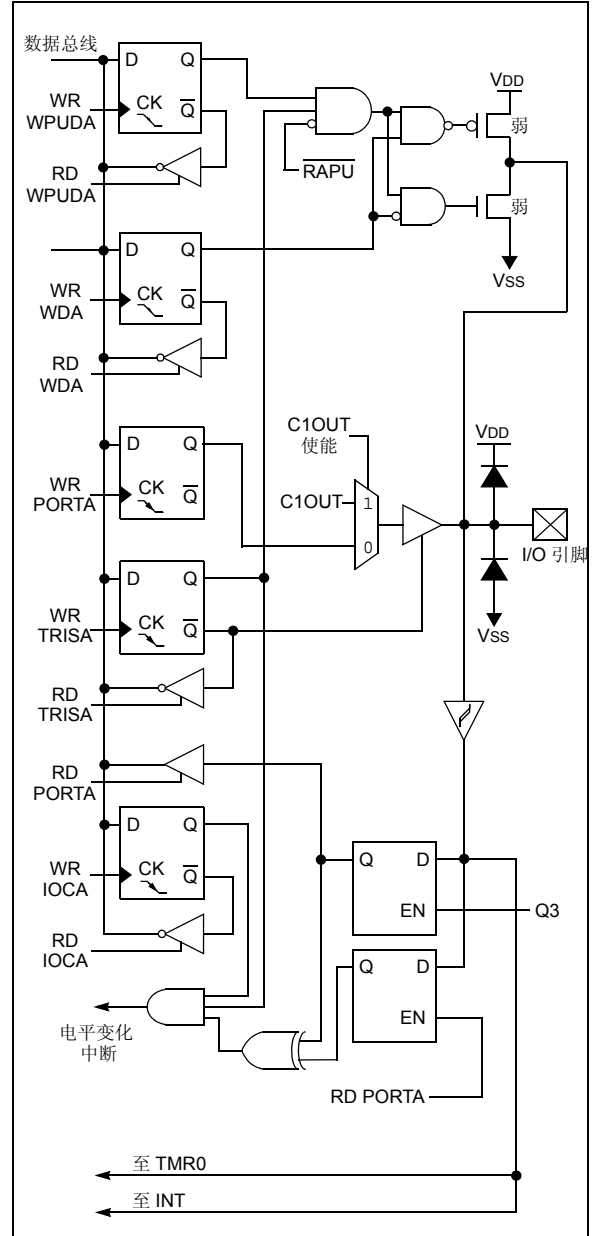 数据总线
D Q
VDD
WR
WPUDA
CK Q̅
弱
RD
WPUDA
R̅A̅P̅U̅
弱
D Q
VSS
WR
WDA
CK Q̅
RD
WDA
C1OUT
使能
VDD
D Q
C1OUT
1
WR
PORTA
CK Q̅
0
I/O 引脚
D Q
WR
TRISA
CK Q̅
VSS
RD
TRISA
RD
PORTA
D Q
Q D
WR
IOCA
CK Q̅
EN
Q3
RD
IOCA
Q D
EN
电平变化
中断
RD PORTA
至 TMR0
至 INT